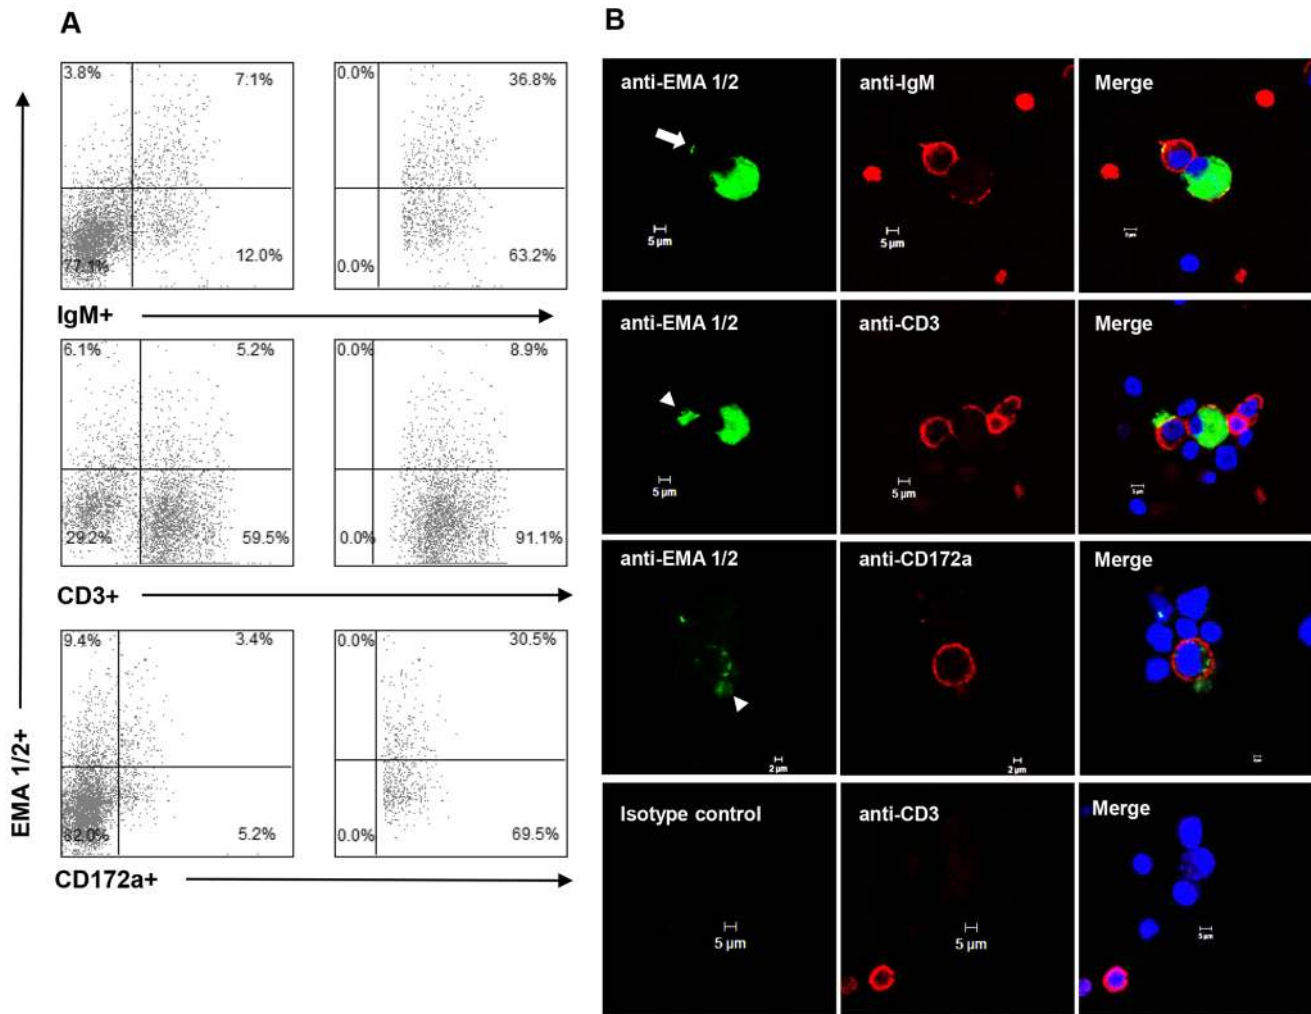 A
3.8%
7.1%
77.1%
12.0%
0.0%
36.8%
0.0%
63.2%
IgM+
6.1%
5.2%
29.2%
59.5%
0.0%
8.9%
0.0%
91.1%
CD3+
9.4%
3.4%
82.0%
5.2%
0.0%
30.5%
0.0%
69.5%
CD172a+
EMA 1/2+
B
anti-EMA 1/2
anti-IgM
Merge
5 µm
5 µm
anti-EMA 1/2
anti-CD3
Merge
5 µm
5 µm
5 µm
anti-EMA 1/2
anti-CD172a
Merge
2 µm
2 µm
Isotype control
anti-CD3
Merge
5 µm
5 µm
5 µm